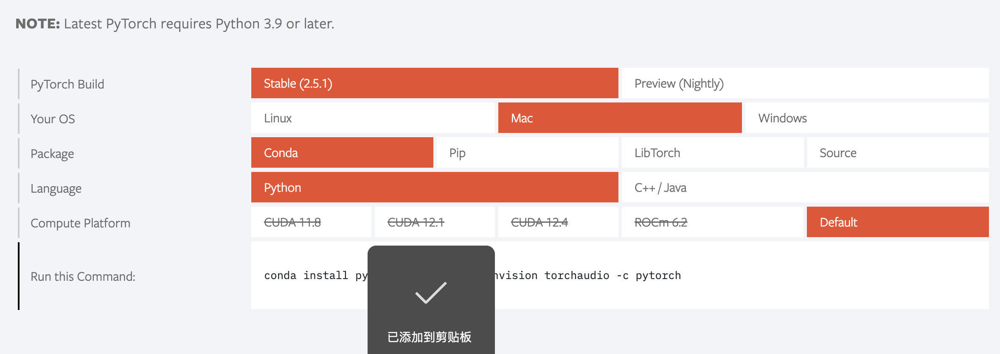 NOTE: Latest PyTorch requires Python 3.9 or later.
PyTorch Build
Stable (2.5.1)
Preview (Nightly)
Your OS
Linux
Mac
Windows
Package
Conda
Pip
LibTorch
Source
Language
Python
C++ / Java
Compute Platform
CUDA 11.8
CUDA 12.1
CUDA 12.4
ROCm 6.2
Default
Run this Command:
conda install py nvision torchaudio -c pytorch
已添加到剪贴板